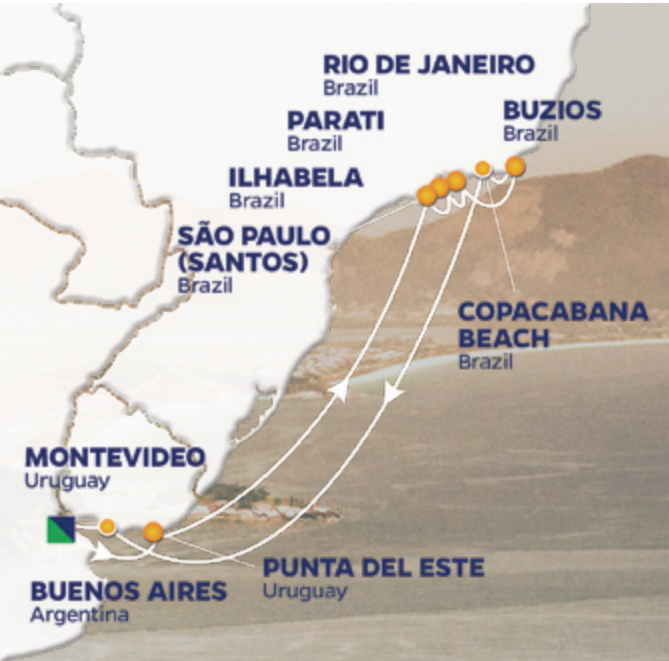 RIO DE JANEIRO
Brazil
BUZIOS
Brazil
PARATI
Brazil
ILHABELA
Brazil
SÃO PAULO
(SANTOS)
Brazil
COPACABANA
BEACH
Brazil
MONTEVIDEO
Uruguay
PUNTA DEL ESTE
Uruguay
BUENOS AIRES
Argentina